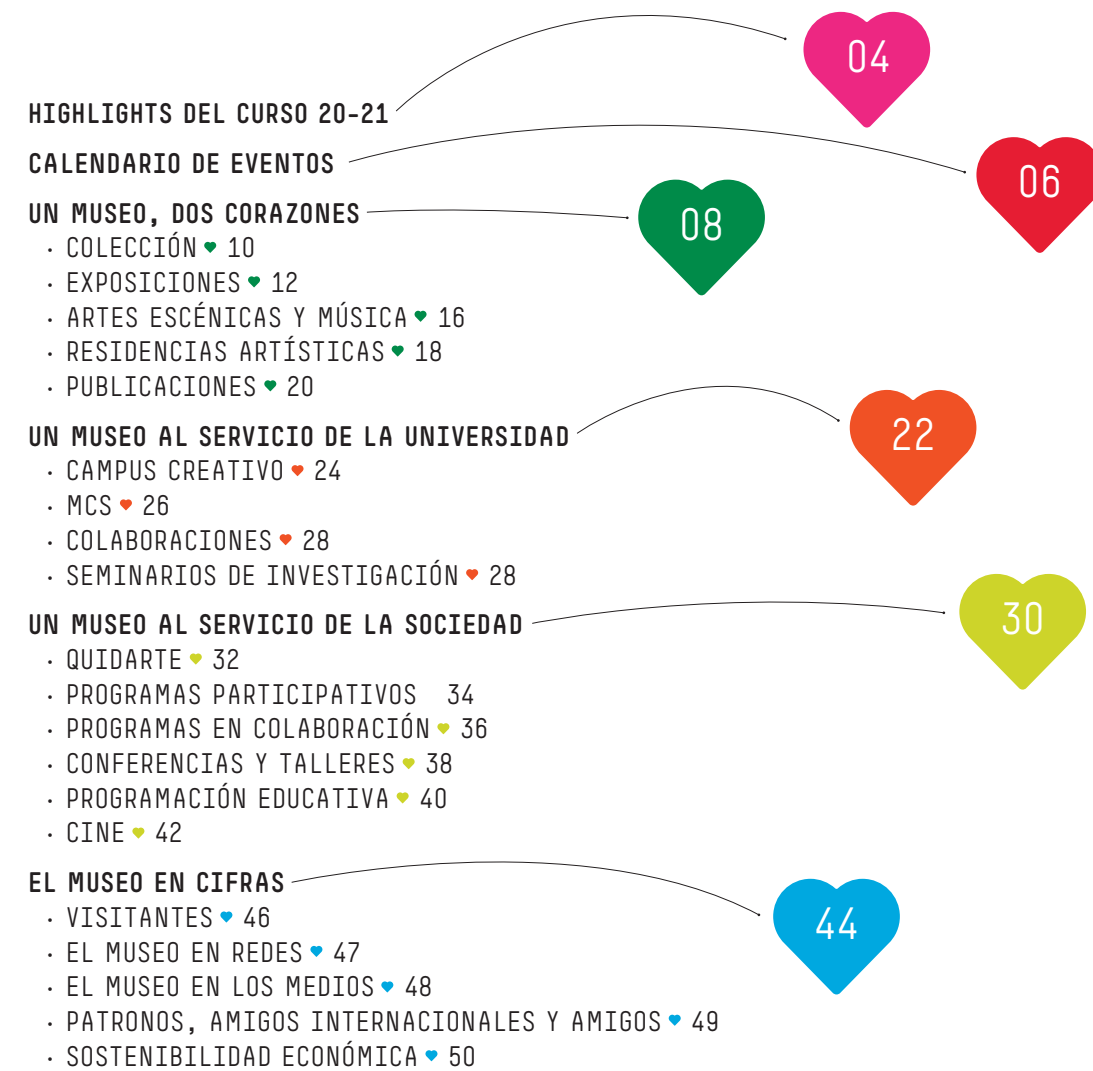 HIGHLIGHTS DEL CURSO 20-21 04
CALENDARIO DE EVENTOS 06
UN MUSEO, DOS CORAZONES 08
· COLECCIÓN ♥ 10
· EXPOSICIONES ♥ 12
· ARTES ESCÉNICAS Y MÚSICA ♥ 16
· RESIDENCIAS ARTÍSTICAS ♥ 18
· PUBLICACIONES ♥ 20
UN MUSEO AL SERVICIO DE LA UNIVERSIDAD 22
· CAMPUS CREATIVO ♥ 24
· MCS ♥ 26
· COLABORACIONES ♥ 28
· SEMINARIOS DE INVESTIGACIÓN ♥ 28
UN MUSEO AL SERVICIO DE LA SOCIEDAD 30
· QUIDARTE ♥ 32
· PROGRAMAS PARTICIPATIVOS 34
· PROGRAMAS EN COLABORACIÓN ♥ 36
· CONFERENCIAS Y TALLERES ♥ 38
· PROGRAMACIÓN EDUCATIVA ♥ 40
· CINE ♥ 42
EL MUSEO EN CIFRAS 44
· VISITANTES ♥ 46
· EL MUSEO EN REDES ♥ 47
· EL MUSEO EN LOS MEDIOS ♥ 48
· PATRONOS, AMIGOS INTERNACIONALES Y AMIGOS ♥ 49
· SOSTENIBILIDAD ECONÓMICA ♥ 50